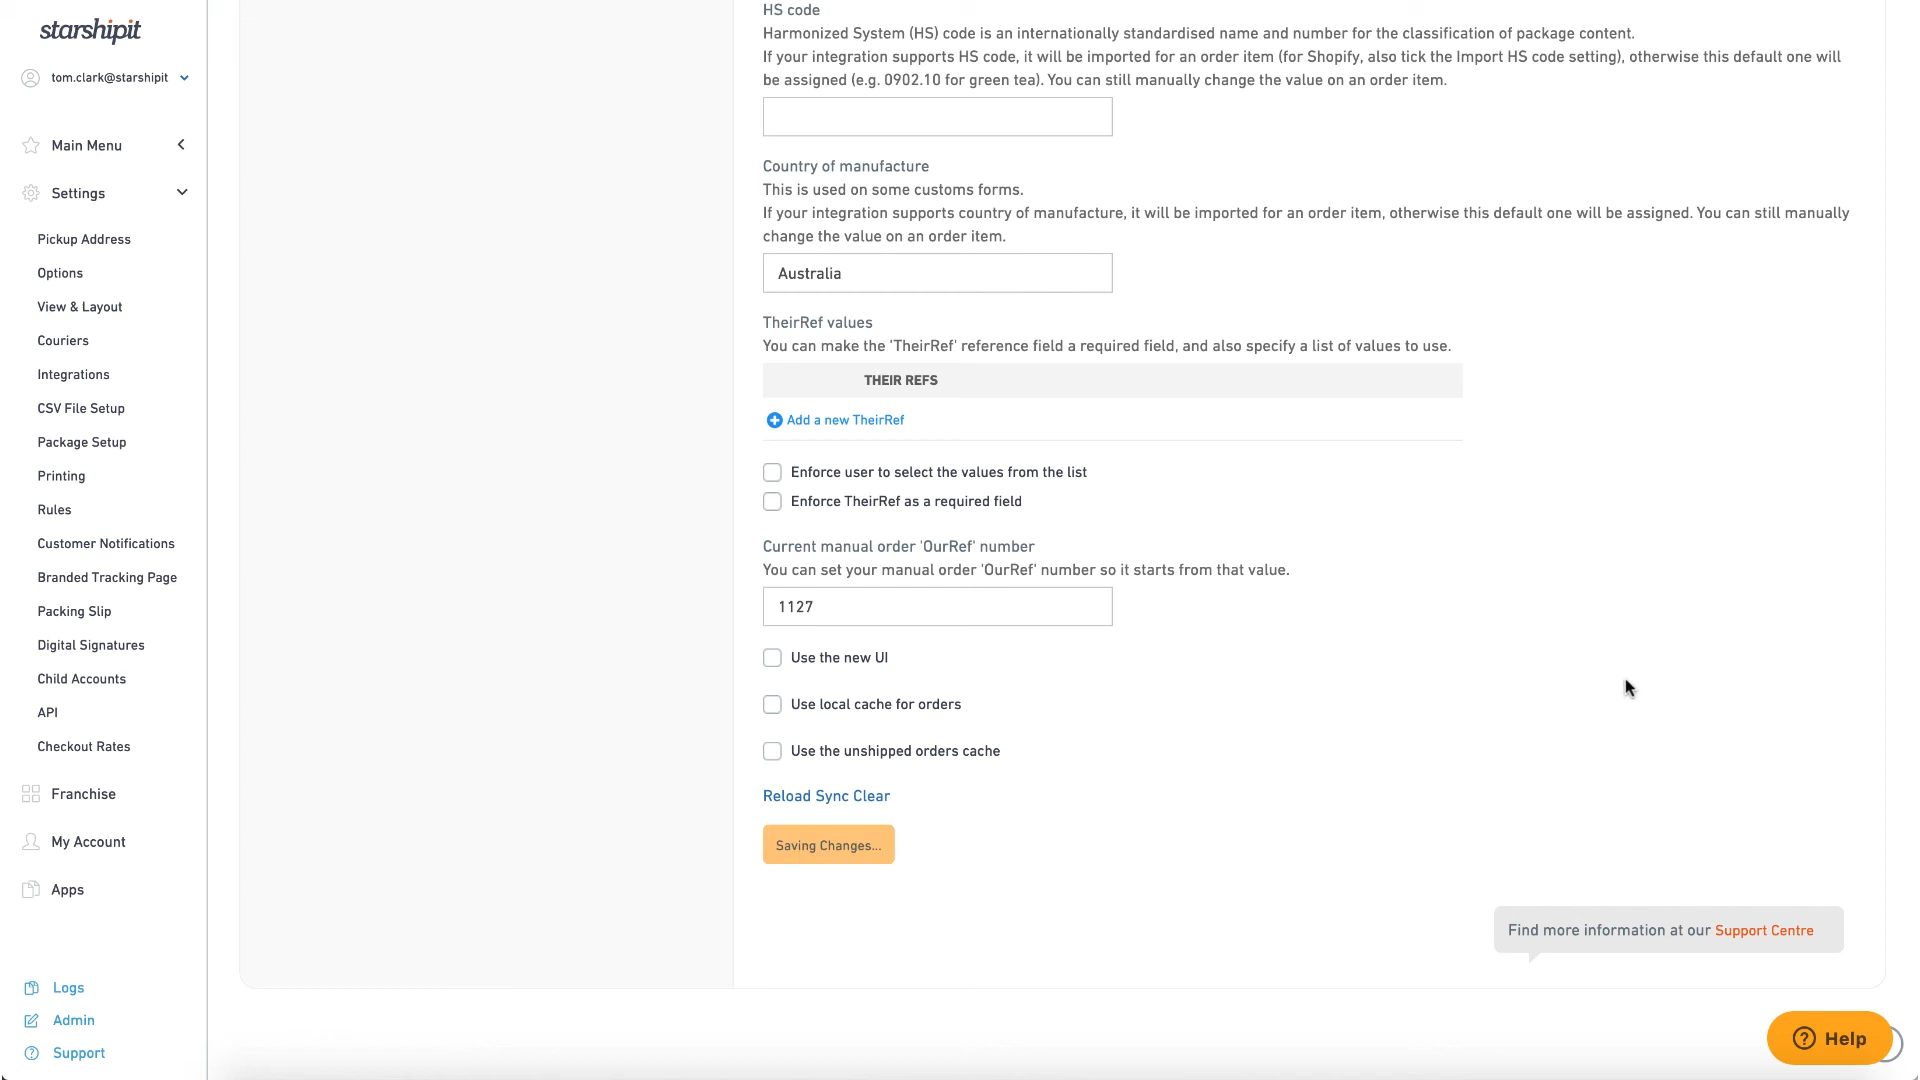 starshipit
tom.clark@starshipit
Main Menu
Settings
Pickup Address
Options
View & Layout
Couriers
Integrations
CSV File Setup
Package Setup
Printing
Rules
Customer Notifications
Branded Tracking Page
Packing Slip
Digital Signatures
Child Accounts
API
Checkout Rates
Franchise
My Account
Apps
Logs
Admin
Support
HS code
Harmonized System (HS) code is an internationally standardised name and number for the classification of package content.
If your integration supports HS code, it will be imported for an order item (for Shopify, also tick the Import HS code setting), otherwise this default one will
be assigned (e.g. 0902.10 for green tea). You can still manually change the value on an order item.
Country of manufacture
This is used on some customs forms.
If your integration supports country of manufacture, it will be imported for an order item, otherwise this default one will be assigned. You can still manually
change the value on an order item.
Australia
TheirRef values
You can make the 'TheirRef' reference field a required field, and also specify a list of values to use.
THEIR REFS
Add a new TheirRef
Enforce user to select the values from the list
Enforce TheirRef as a required field
Current manual order 'OurRef' number
You can set your manual order 'OurRef' number so it starts from that value.
1127
Use the new UI
Use local cache for orders
Use the unshipped orders cache
Reload Sync Clear
Saving Changes...
Find more information at our Support Centre
Help